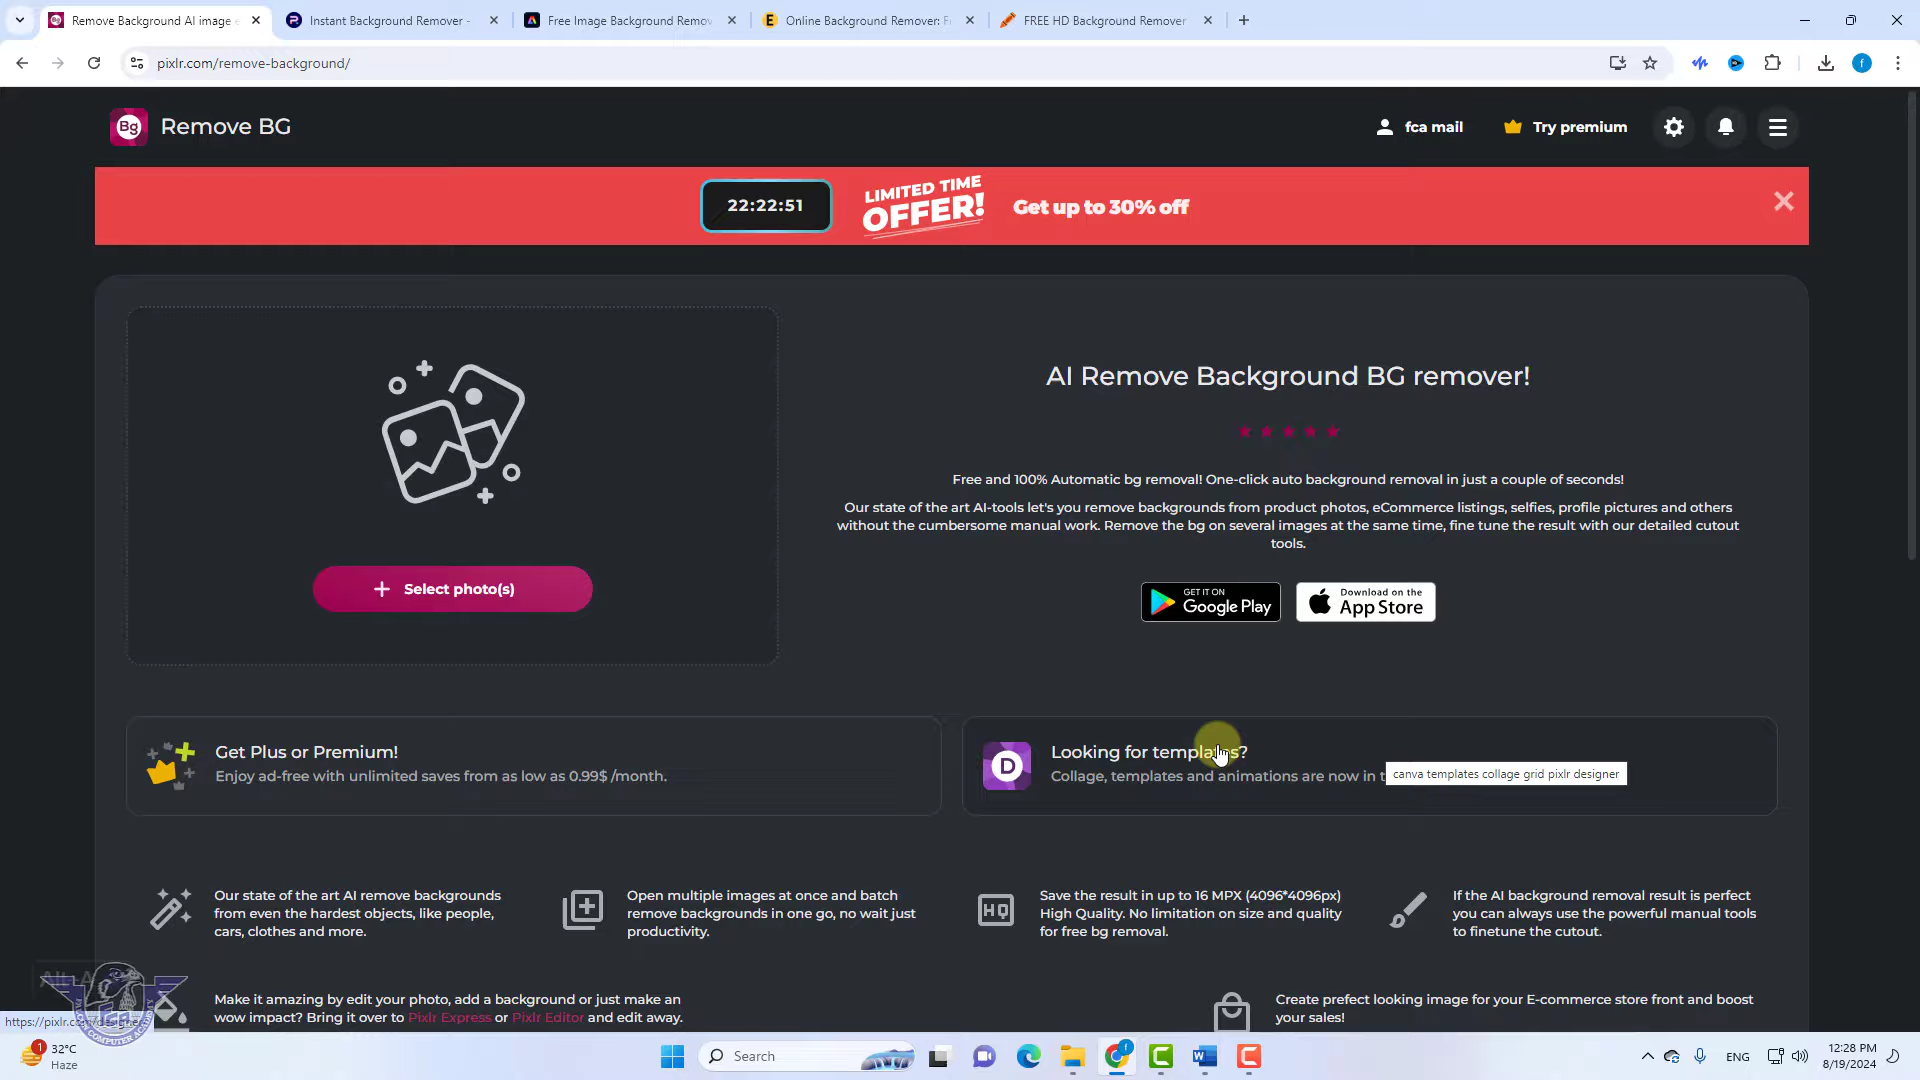 Remove Background AI image e
Instant Background Remover -
Free Image Background Remov
Online Background Remover: F
FREE HD Background Remover
pixlr.com/remove-background/
f
Bg
Remove BG
fca mail
Try premium
22:22:51
LIMITED TIME
OFFER!
Get up to 30% off
AI Remove Background BG remover!
Free and 100% Automatic bg removal! One-click auto background removal in just a couple of seconds!
Our state of the art AI-tools let's you remove backgrounds from product photos, eCommerce listings, selfies, profile pictures and others
without the cumbersome manual work. Remove the bg on several images at the same time, fine tune the result with our detailed cutout
tools.
Select photo(s)
GET IT ON
Google Play
Download on the
App Store
Get Plus or Premium!
Enjoy ad-free with unlimited saves from as low as 0.99$ /month.
D
Looking for templates?
Collage, templates and animations are now in t
canva templates collage grid pixlr designer
Our state of the art AI remove backgrounds
from even the hardest objects, like people,
cars, clothes and more.
Open multiple images at once and batch
remove backgrounds in one go, no wait just
productivity.
HQ
Save the result in up to 16 MPX (4096*4096px)
High Quality. No limitation on size and quality
for free bg removal.
If the AI background removal result is perfect
you can always use the powerful manual tools
to finetune the cutout.
Make it amazing by edit your photo, add a background or just make an
wow impact? Bring it over to Pixlr Express or Pixlr Editor and edit away.
Create prefect looking image for your E-commerce store front and boost
your sales!
1
32°C
Haze
Search
ENG
12:28 PM
8/19/2024